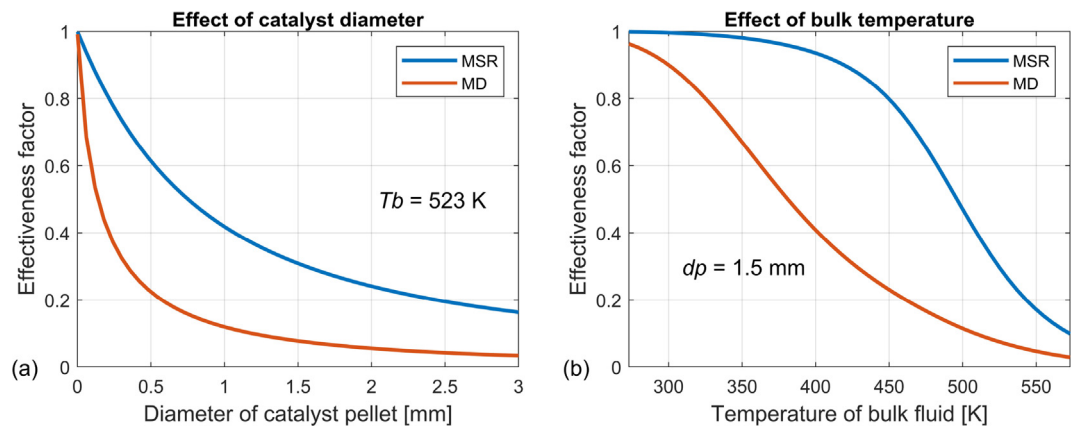 Effect of catalyst diameter
Effectiveness factor
1
0.8
0.6
0.4
0.2
0
MSR
MD
Tb = 523 K
0
0.5
1
1.5
2
2.5
3
Diameter of catalyst pellet [mm]
(a)
Effect of bulk temperature
Effectiveness factor
1
0.8
0.6
0.4
0.2
0
MSR
MD
dp = 1.5 mm
300
350
400
450
500
550
Temperature of bulk fluid [K]
(b)